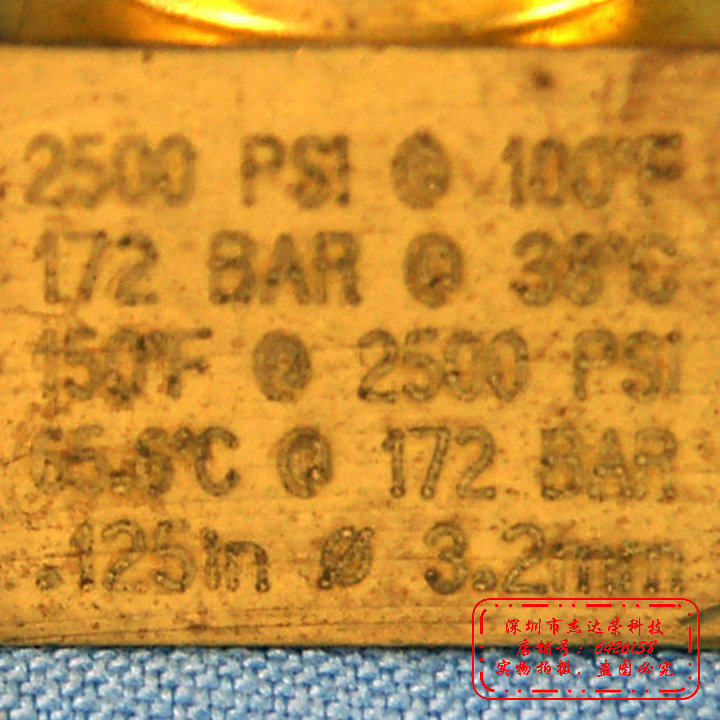 2500 PSI @ 100°F
172 BAR @ 38°C
150°F @ 2500 PSI
65.6°C @ 172 BAR
.125in Ø 3.2mm
深圳市杰达荣科技
店铺号：6926138
实物拍摄，盗图必究